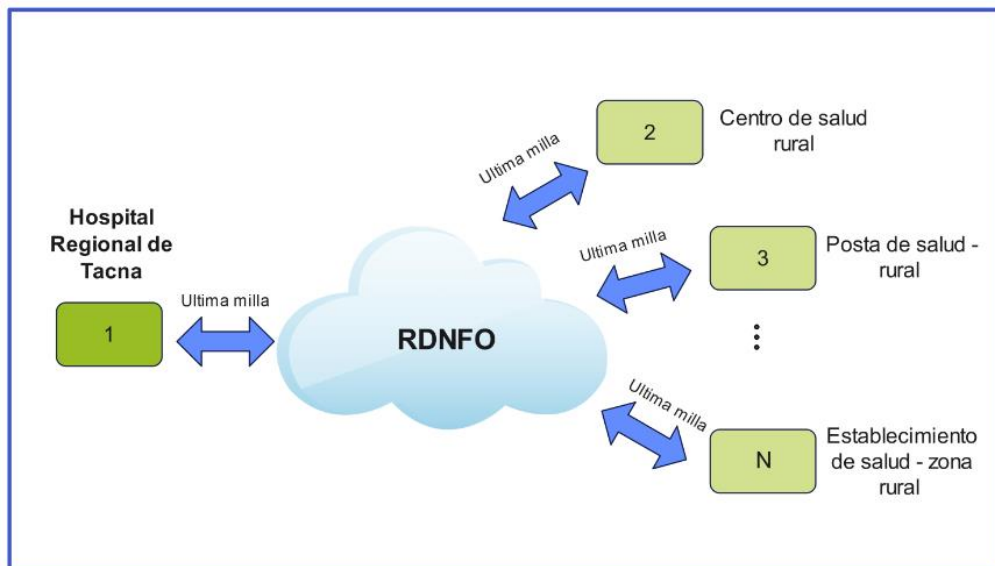 Hospital
Regional de
Tacna
1
Ultima milla
RDNFO
Ultima milla
2
Centro de salud
rural
Ultima milla
3
Posta de salud -
rural
Ultima milla
N
Establecimiento
de salud - zona
rural